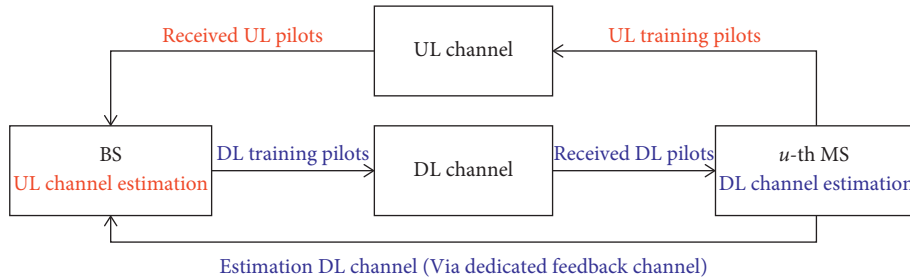 Received UL pilots
UL channel
UL training pilots
BS
UL channel estimation
DL training pilots
DL channel
Received DL pilots
u-th MS
DL channel estimation
Estimation DL channel (Via dedicated feedback channel)